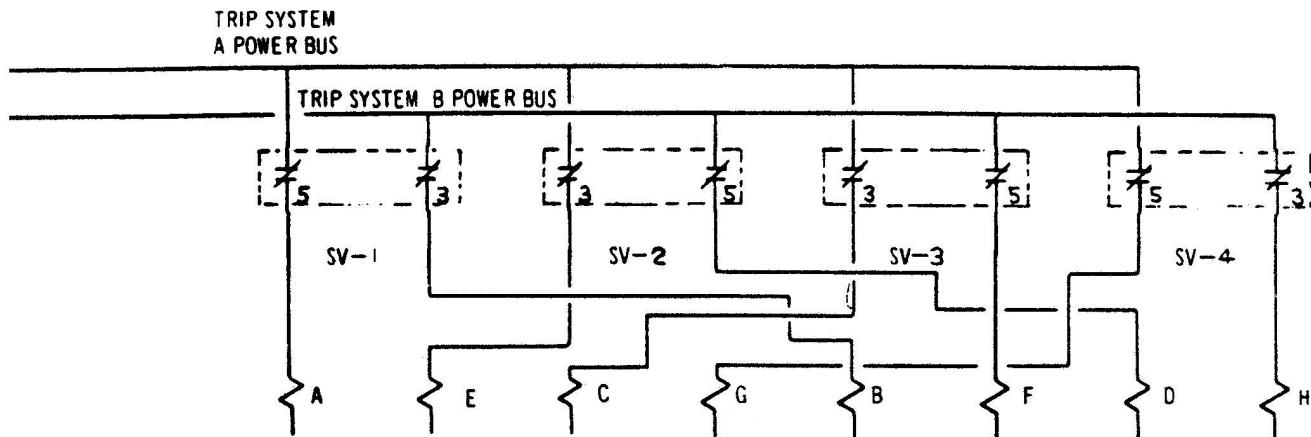 TRIP SYSTEM
A POWER BUS
TRIP SYSTEM B POWER BUS
5 3 3 5 3 5 5 3
SV-1 SV-2 SV-3 SV-4
A E C G B F D H